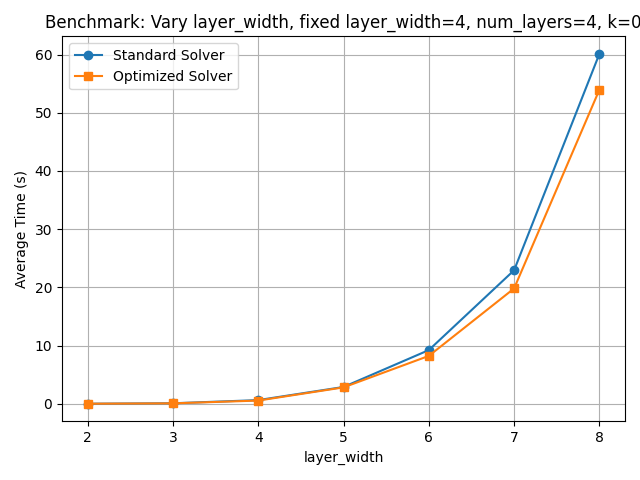 Benchmark: Vary layer_width, fixed layer_width=4, num_layers=4, k=0
Standard Solver
Optimized Solver
Average Time (s)
60
50
40
30
20
10
0
2 3 4 5 6 7 8
layer_width